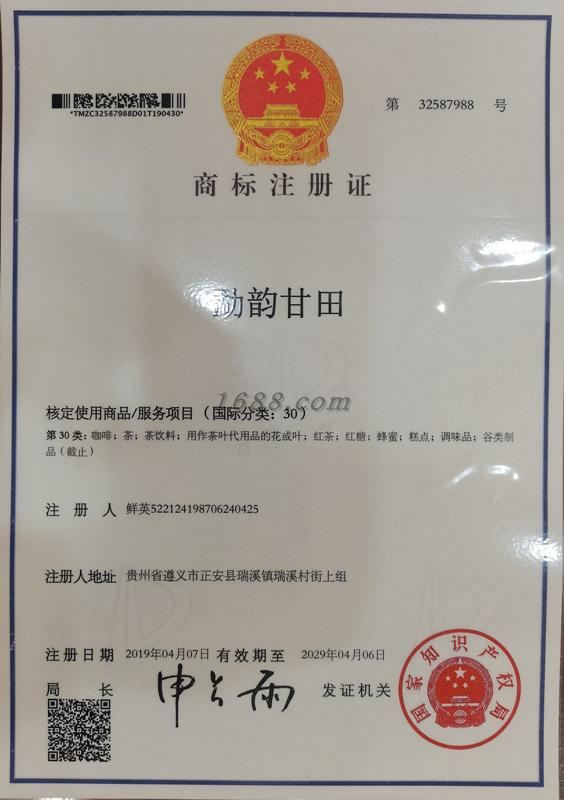 *TMZC32587988D01T190430*
第 32587988 号
商标注册证
勐韵甘田
1688.com
核定使用商品/服务项目（国际分类：30）
第30类：咖啡；茶；茶饮料；用作茶叶代用品的花或叶；红茶；红糖；蜂蜜；糕点；调味品；谷类制
品（截止）
注 册 人 鲜英522124198706240425
注册人地址 贵州省遵义市正安县瑞溪镇瑞溪村街上组
注册日期 2019年04月07日 有效期至 2029年04月06日
局 长 申长雨 发证机关
国家知识产权局